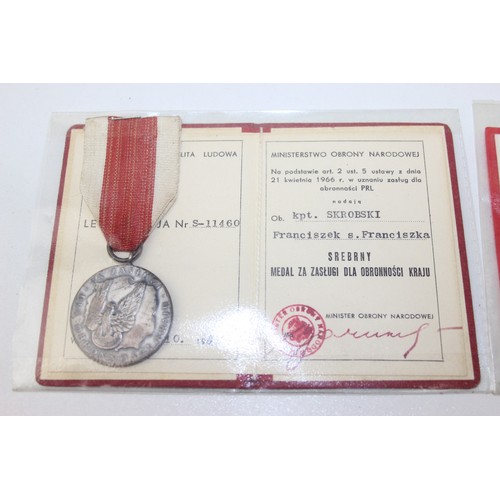 LITA LUDOWA
LE JA Nr S-11460
MINISTERSTWO OBRONY NARODOWEJ
Na podstawie art. 2 ust. 5 ustawy z dnia
21 kwietnia 1966 r. w uznaniu zasług dla
obronności PRL
nadaję
Ob. kpt. SKROBSKI
Franciszek s. Franciszka
SREBRNY
MEDAL ZA ZASŁUGI DLA OBRONNOŚCI KRAJU
MINISTER OBRONY NARODOWEJ